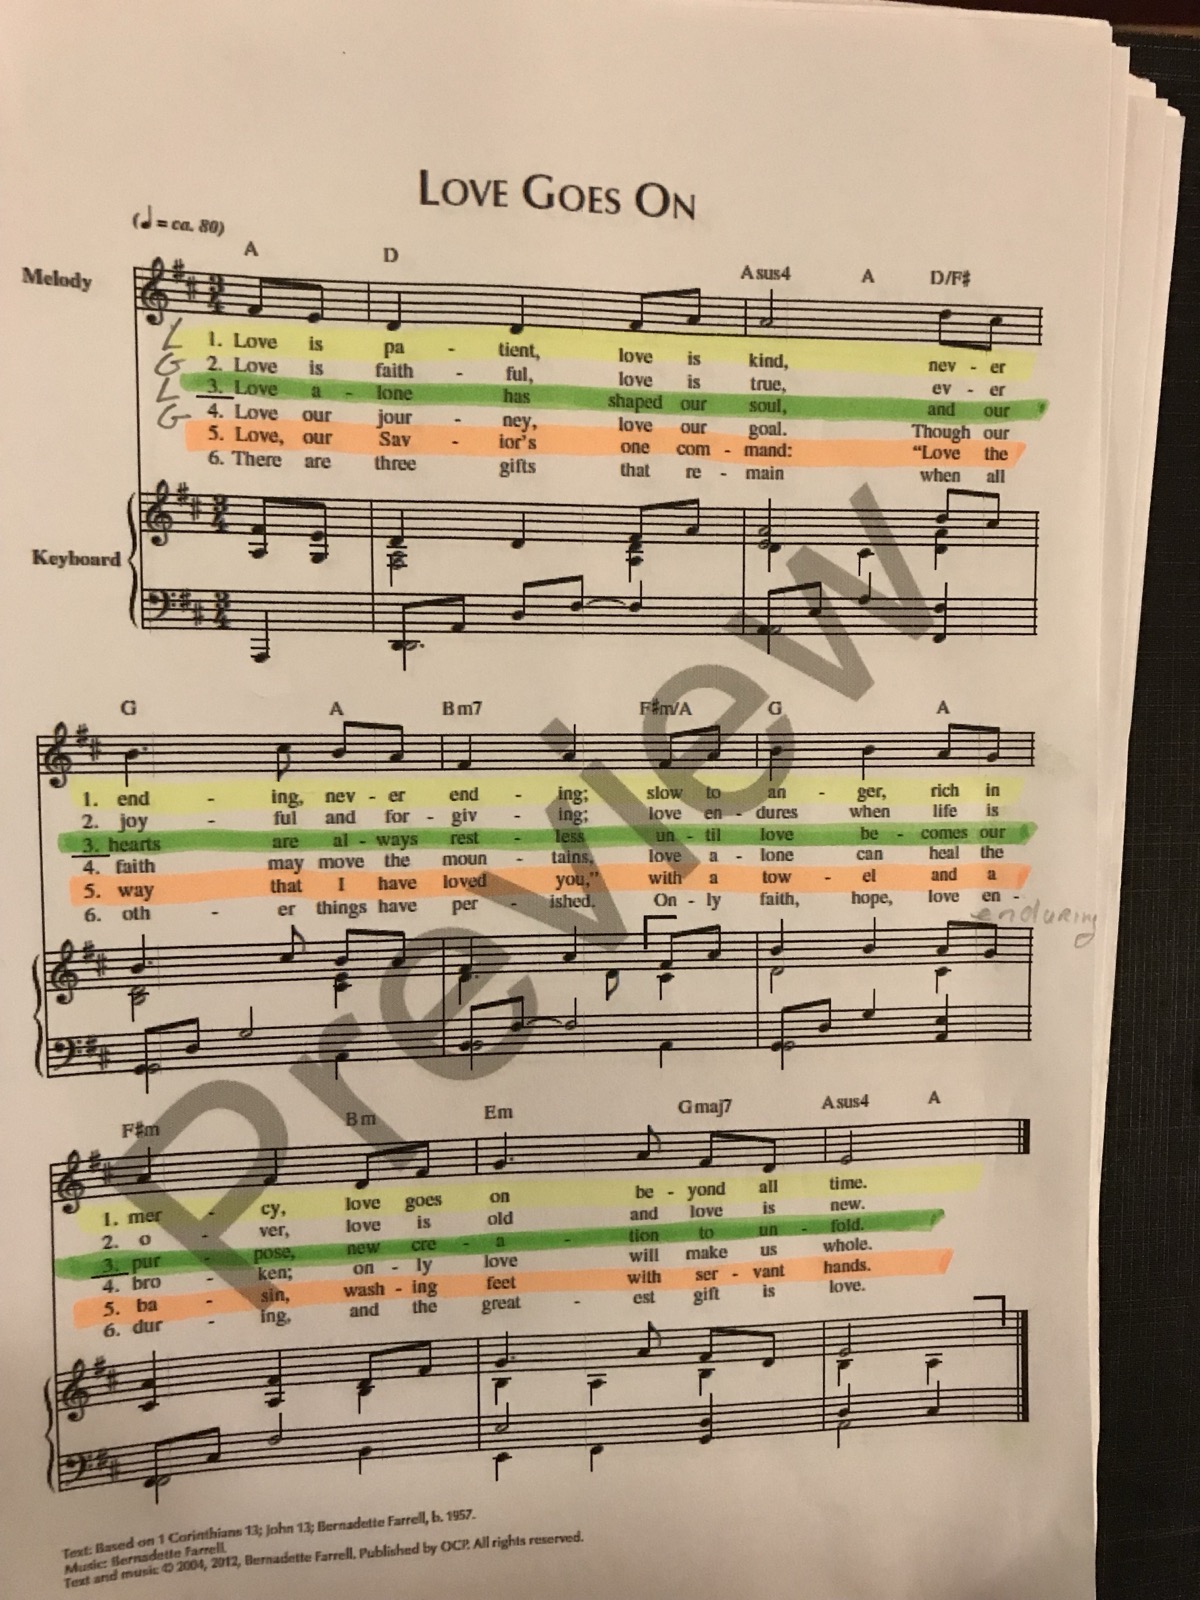 LOVE GOES ON
(♩ = ca. 80)
A D Asus4 A D/F#
Melody
L 1. Love is pa - tient, love is kind, nev - er
G 2. Love is faith - ful, love is true, ev - er
L 3. Love a - lone has shaped our soul, and our
G 4. Love our jour - ney, love our goal. Though our
5. Love, our Sav - ior's one com - mand: "Love the
6. There are three gifts that re - main when all
Keyboard
G A Bm7 F#m/A G A
1. end - ing, nev - er end - ing; slow to an - ger, rich in
2. joy - ful and for - giv - ing; love en - dures when life is
3. hearts are al - ways rest - less un - til love be - comes our
4. faith may move the moun - tains, love a - lone can heal the
5. way that I have loved you," with a tow - el and a
6. oth - er things have per - ished. On - ly faith, hope, love en -
enduring
F#m Bm Em Gmaj7 Asus4 A
1. mer - cy, love goes on be - yond all time.
2. o - ver, love is old and love is new.
3. pur - pose, new cre - a - tion to un - fold.
4. bro - ken; on - ly love will make us whole.
5. ba - sin, wash - ing feet with ser - vant hands.
6. dur - ing, and the great - est gift is love.
Preview
Text: Based on 1 Corinthians 13; John 13; Bernadette Farrell, b. 1957.
Music: Bernadette Farrell.
Text and music © 2004, 2012, Bernadette Farrell. Published by OCP. All rights reserved.